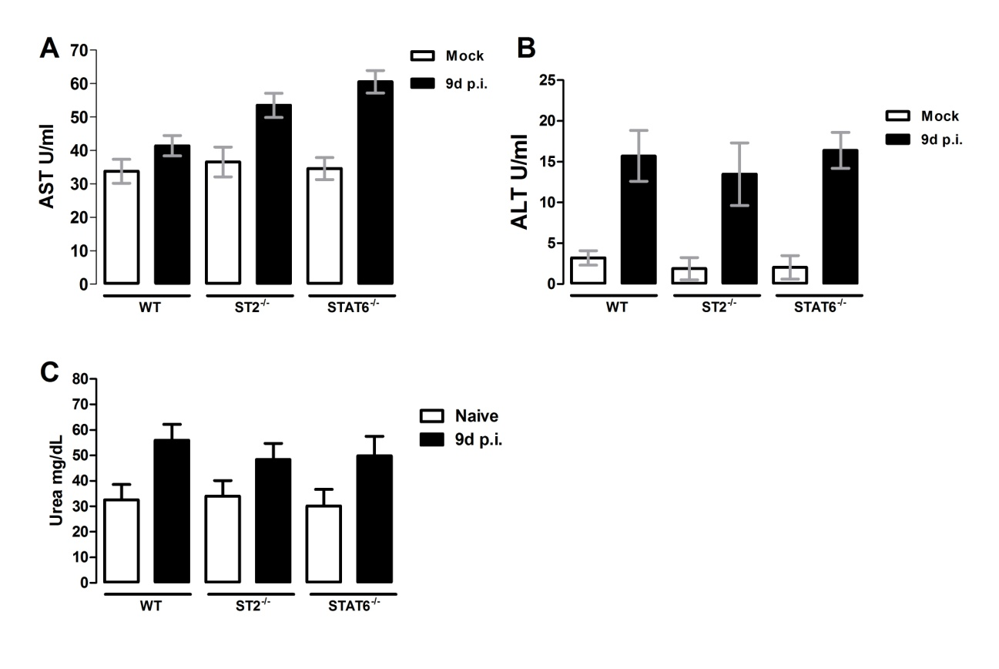 A
70
60
50
40
30
20
10
0
AST U/ml
Mock
9d p.i.
WT
ST2-/-
STAT6-/-
B
25
20
15
10
5
0
ALT U/ml
Mock
9d p.i.
WT
ST2-/-
STAT6-/-
C
80
70
60
50
40
30
20
10
0
Urea mg/dL
Naive
9d p.i.
WT
ST2-/-
STAT6-/-